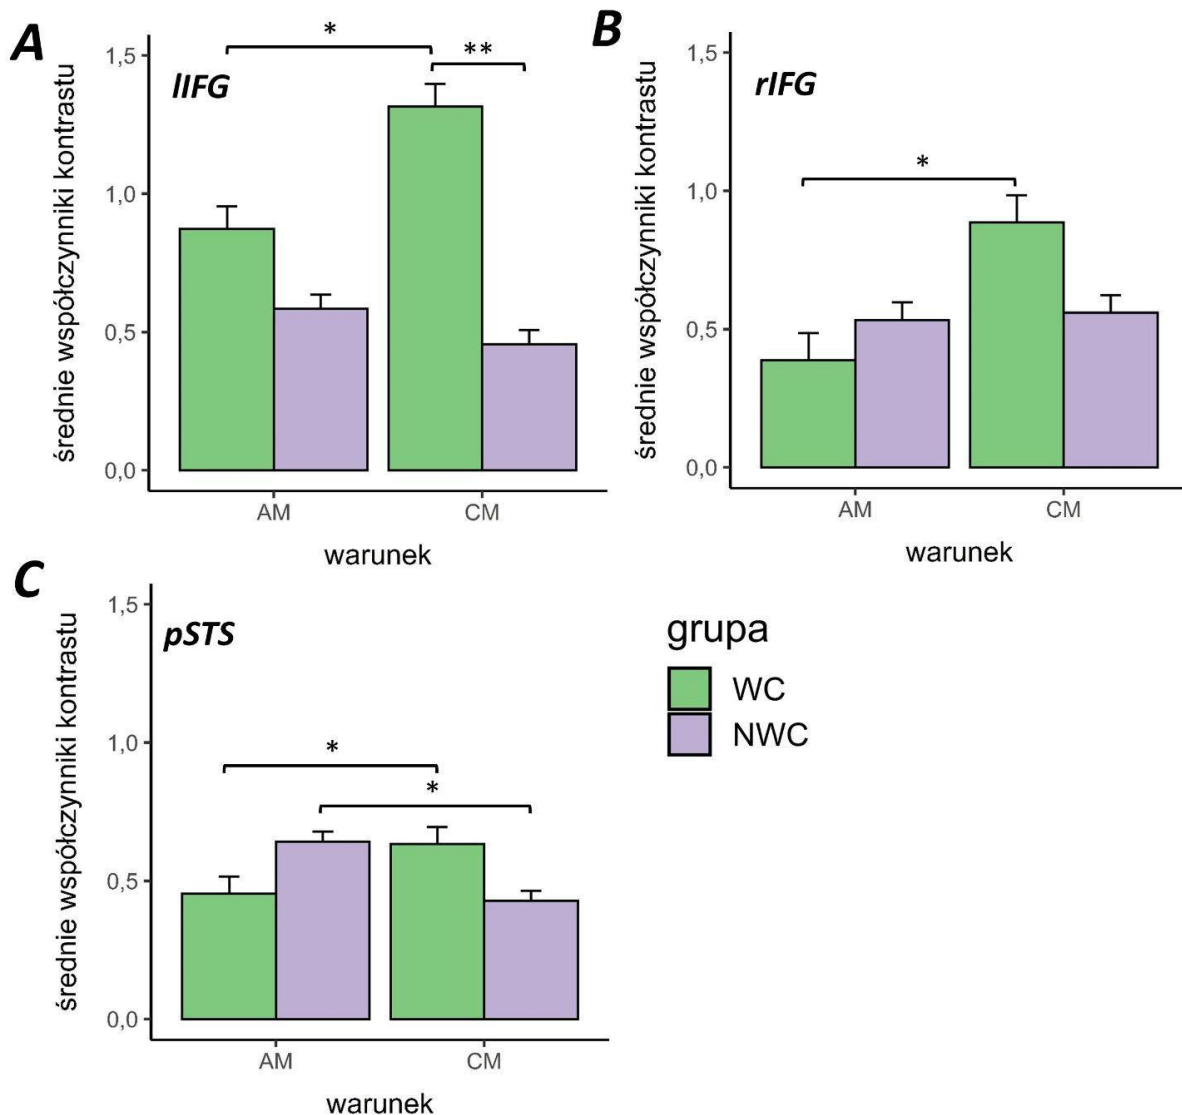 A
lIFG
średnie współczynniki kontrastu
1,5
1,0
0,5
0,0
*
**
AM
CM
warunek
B
rIFG
średnie współczynniki kontrastu
1,5
1,0
0,5
0,0
*
AM
CM
warunek
C
pSTS
średnie współczynniki kontrastu
1,5
1,0
0,5
0,0
*
*
AM
CM
warunek
grupa
WC
NWC